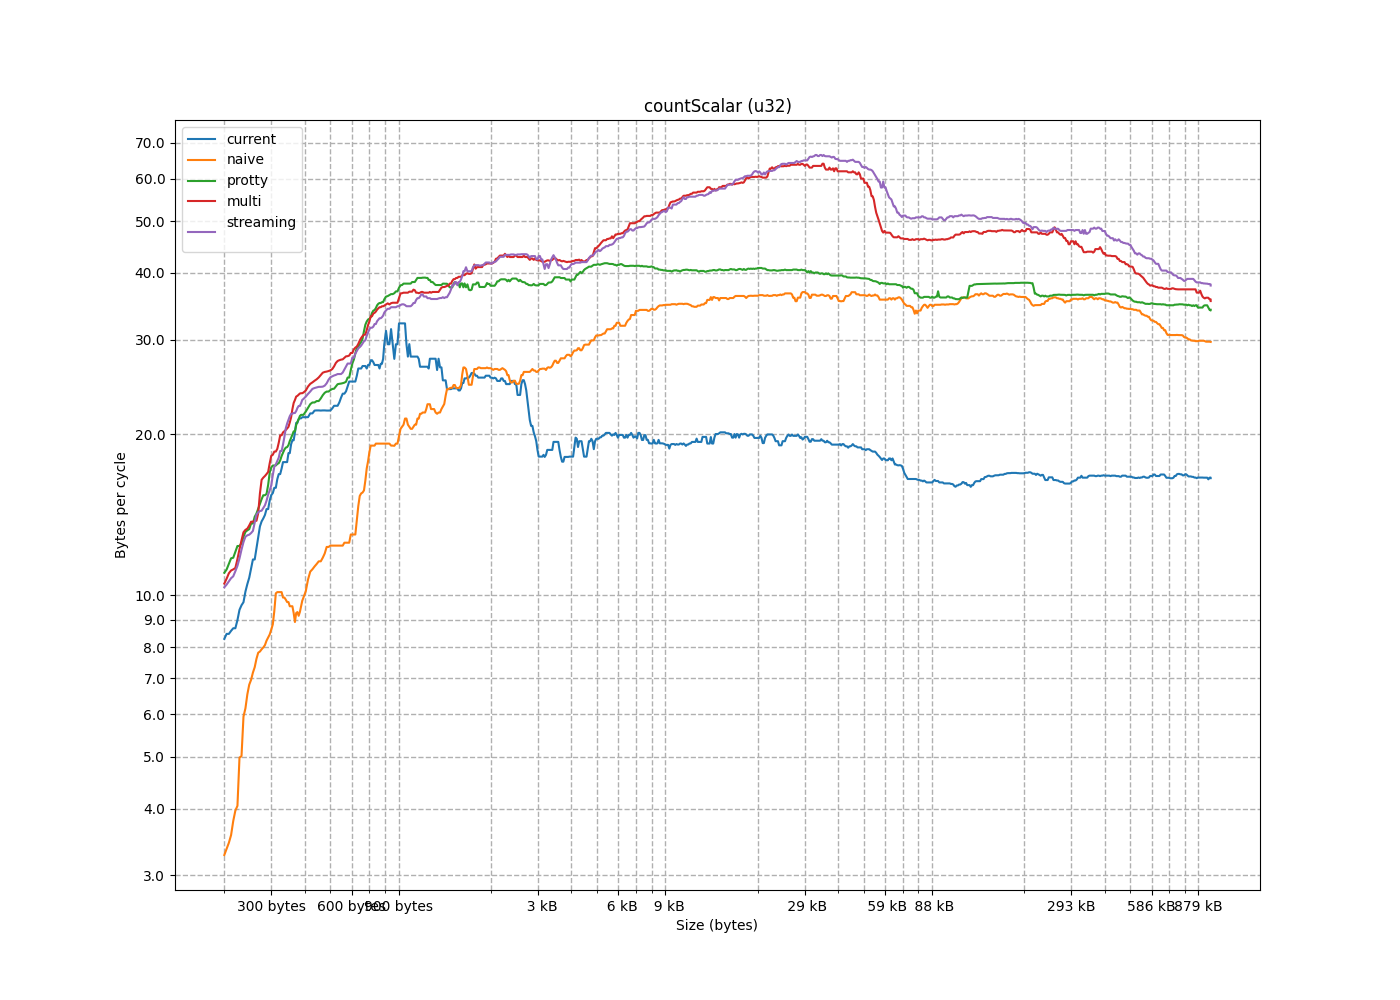 countScalar (u32)
current
naive
protty
multi
streaming
70.0
60.0
50.0
40.0
30.0
20.0
10.0
9.0
8.0
7.0
6.0
5.0
4.0
3.0
Bytes per cycle
300 bytes 600 bytes 900 bytes 3 kB 6 kB 9 kB 29 kB 59 kB 88 kB 293 kB 586 kB 879 kB
Size (bytes)